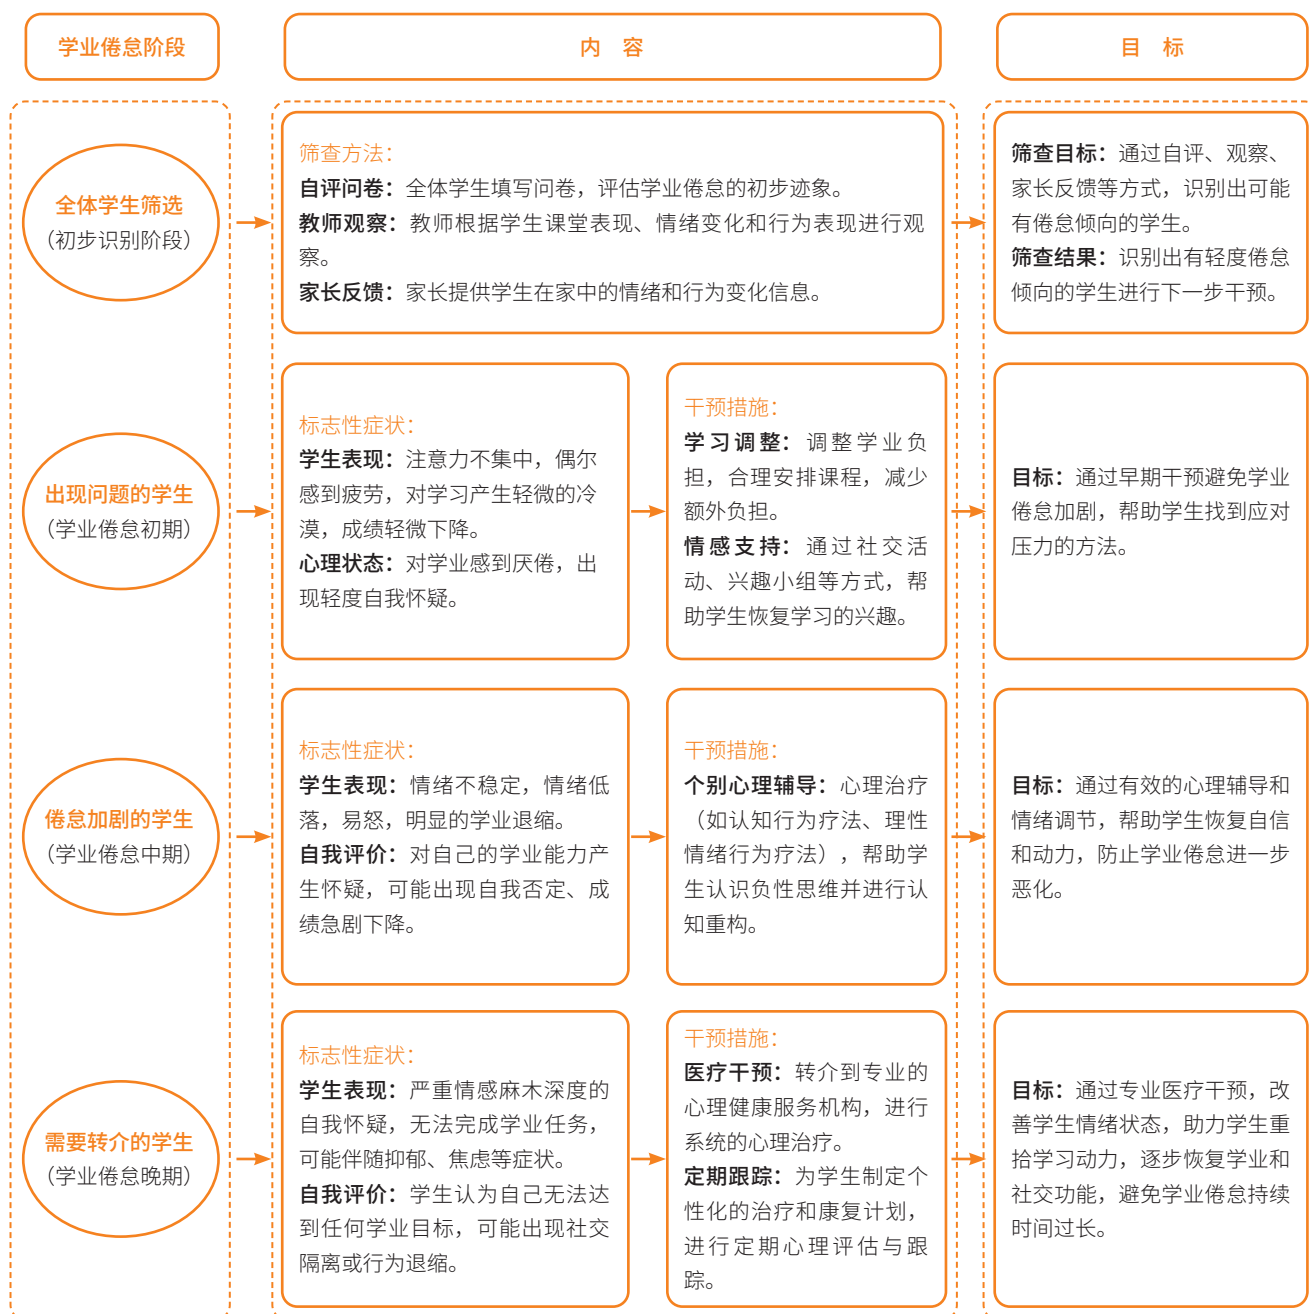 学业倦怠阶段
内　容
目　标
全体学生筛选
（初步识别阶段）
筛查方法：
自评问卷：全体学生填写问卷，评估学业倦怠的初步迹象。
教师观察：教师根据学生课堂表现、情绪变化和行为表现进行观
察。
家长反馈：家长提供学生在家中的情绪和行为变化信息。
筛查目标：通过自评、观察、
家长反馈等方式，识别出可能
有倦怠倾向的学生。
筛查结果：识别出有轻度倦怠
倾向的学生进行下一步干预。
出现问题的学生
（学业倦怠初期）
标志性症状：
学生表现：注意力不集中，偶尔
感到疲劳，对学习产生轻微的冷
漠，成绩轻微下降。
心理状态：对学业感到厌倦，出
现轻度自我怀疑。
干预措施：
学习调整：调整学业负
担，合理安排课程，减少
额外负担。
情感支持：通过社交活
动、兴趣小组等方式，帮
助学生恢复学习的兴趣。
目标：通过早期干预避免学业
倦怠加剧，帮助学生找到应对
压力的方法。
倦怠加剧的学生
（学业倦怠中期）
标志性症状：
学生表现：情绪不稳定，情绪低
落，易怒，明显的学业退缩。
自我评价：对自己的学业能力产
生怀疑，可能出现自我否定、成
绩急剧下降。
干预措施：
个别心理辅导：心理治疗
（如认知行为疗法、理性
情绪行为疗法），帮助学
生认识负性思维并进行认
知重构。
目标：通过有效的心理辅导和
情绪调节，帮助学生恢复自信
和动力，防止学业倦怠进一步
恶化。
需要转介的学生
（学业倦怠晚期）
标志性症状：
学生表现：严重情感麻木深度的
自我怀疑，无法完成学业任务，
可能伴随抑郁、焦虑等症状。
自我评价：学生认为自己无法达
到任何学业目标，可能出现社交
隔离或行为退缩。
干预措施：
医疗干预：转介到专业的
心理健康服务机构，进行
系统的心理治疗。
定期跟踪：为学生制定个
性化的治疗和康复计划，
进行定期心理评估与跟
踪。
目标：通过专业医疗干预，改
善学生情绪状态，助力学生重
拾学习动力，逐步恢复学业和
社交功能，避免学业倦怠持续
时间过长。